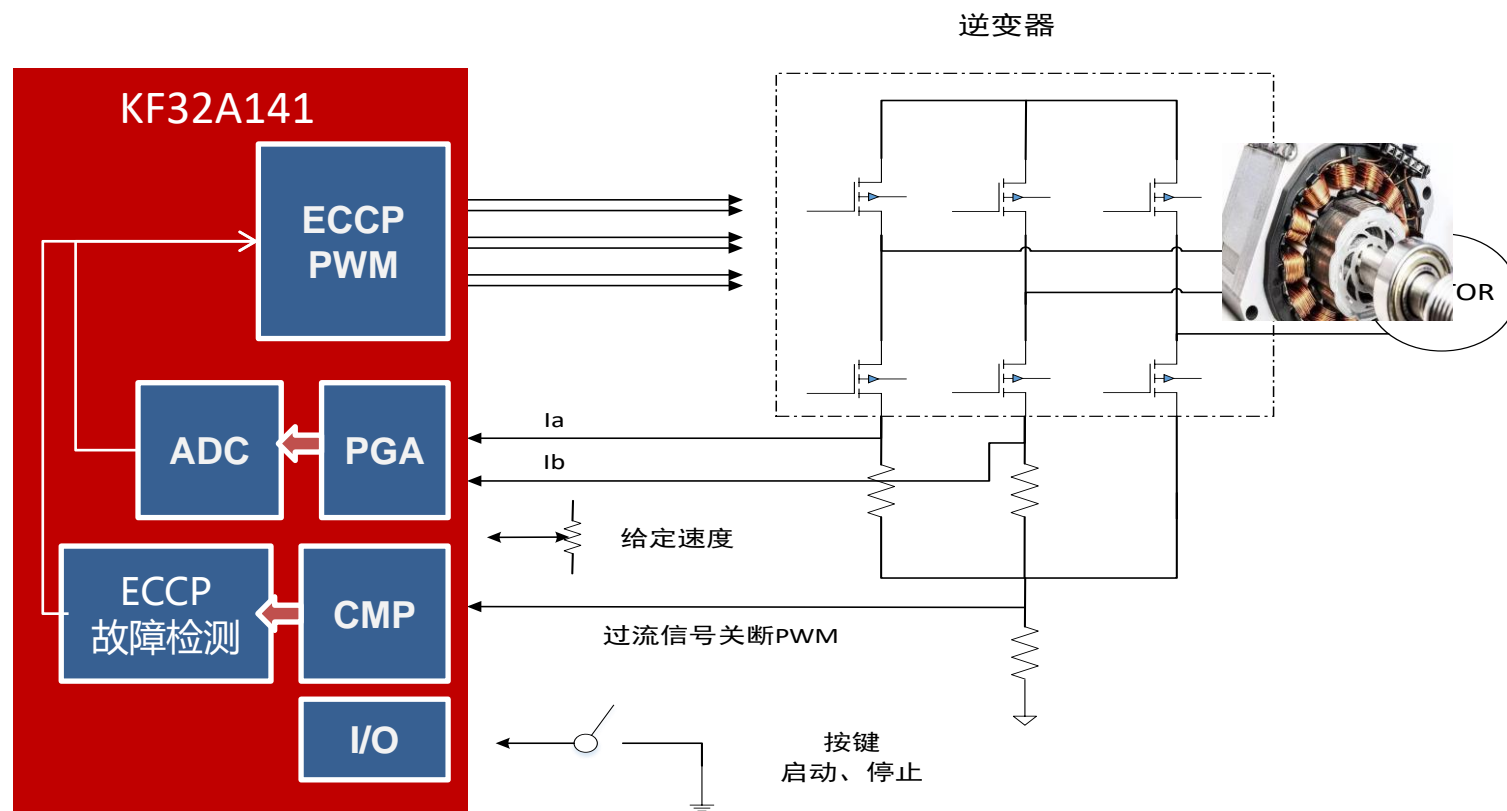 逆变器
KF32A141
ECCP
PWM
TOR
Ia
ADC
PGA
Ib
给定速度
ECCP
故障检测
CMP
过流信号关断PWM
I/O
按键
启动、停止